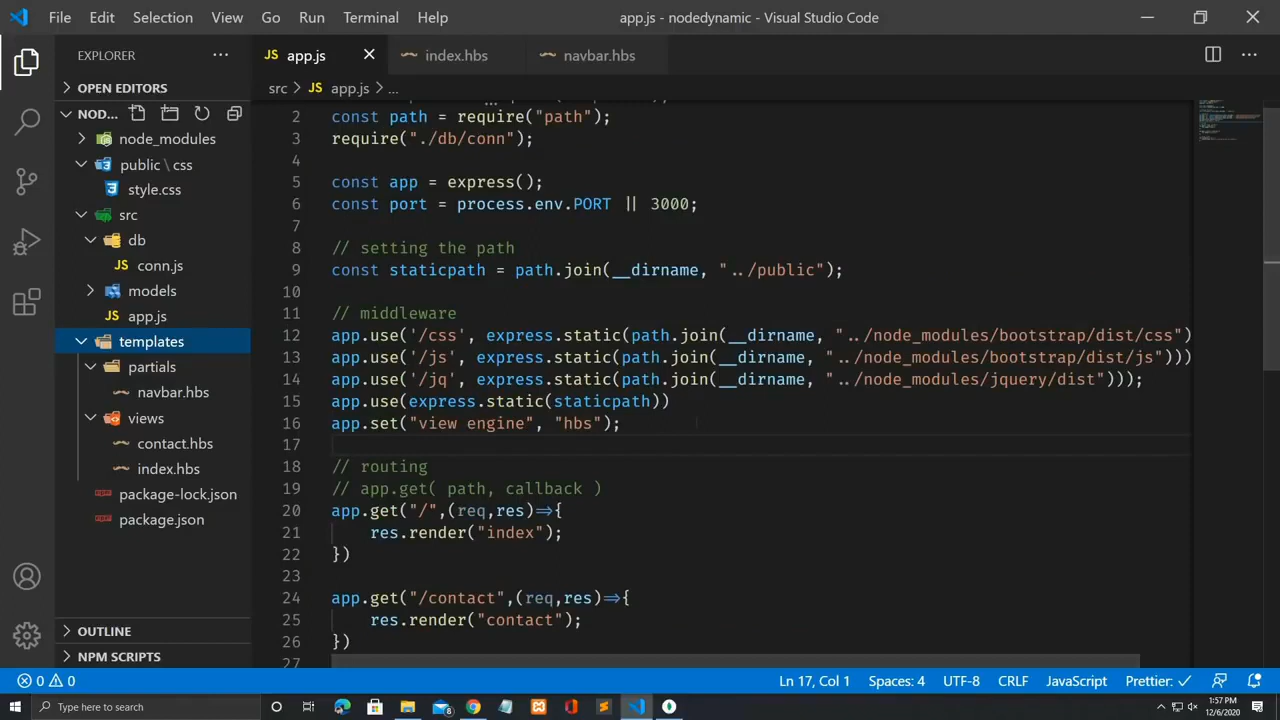 File Edit Selection View Go Run Terminal Help app.js - nodedynamic - Visual Studio Code
EXPLORER
OPEN EDITORS
NOD...
node_modules
public \ css
style.css
src
db
conn.js
models
app.js
templates
partials
navbar.hbs
views
contact.hbs
index.hbs
package-lock.json
package.json
OUTLINE
NPM SCRIPTS
JS app.js index.hbs navbar.hbs
src JS app.js ...
2 const path = require("path");
3 require("./db/conn");
4
5 const app = express();
6 const port = process.env.PORT || 3000;
7
8 // setting the path
9 const staticpath = path.join(__dirname, "../public");
10
11 // middleware
12 app.use('/css', express.static(path.join(__dirname, "../node_modules/bootstrap/dist/css")
13 app.use('/js', express.static(path.join(__dirname, "../node_modules/bootstrap/dist/js")))
14 app.use('/jq', express.static(path.join(__dirname, "../node_modules/jquery/dist")));
15 app.use(express.static(staticpath))
16 app.set("view engine", "hbs");
17
18 // routing
19 // app.get( path, callback )
20 app.get("/",(req,res)=>{
21 res.render("index");
22 })
23
24 app.get("/contact",(req,res)=>{
25 res.render("contact");
26 })
27
0 0 Ln 17, Col 1 Spaces: 4 UTF-8 CRLF JavaScript Prettier: ✓
Type here to search
1:57 PM
12/6/2020